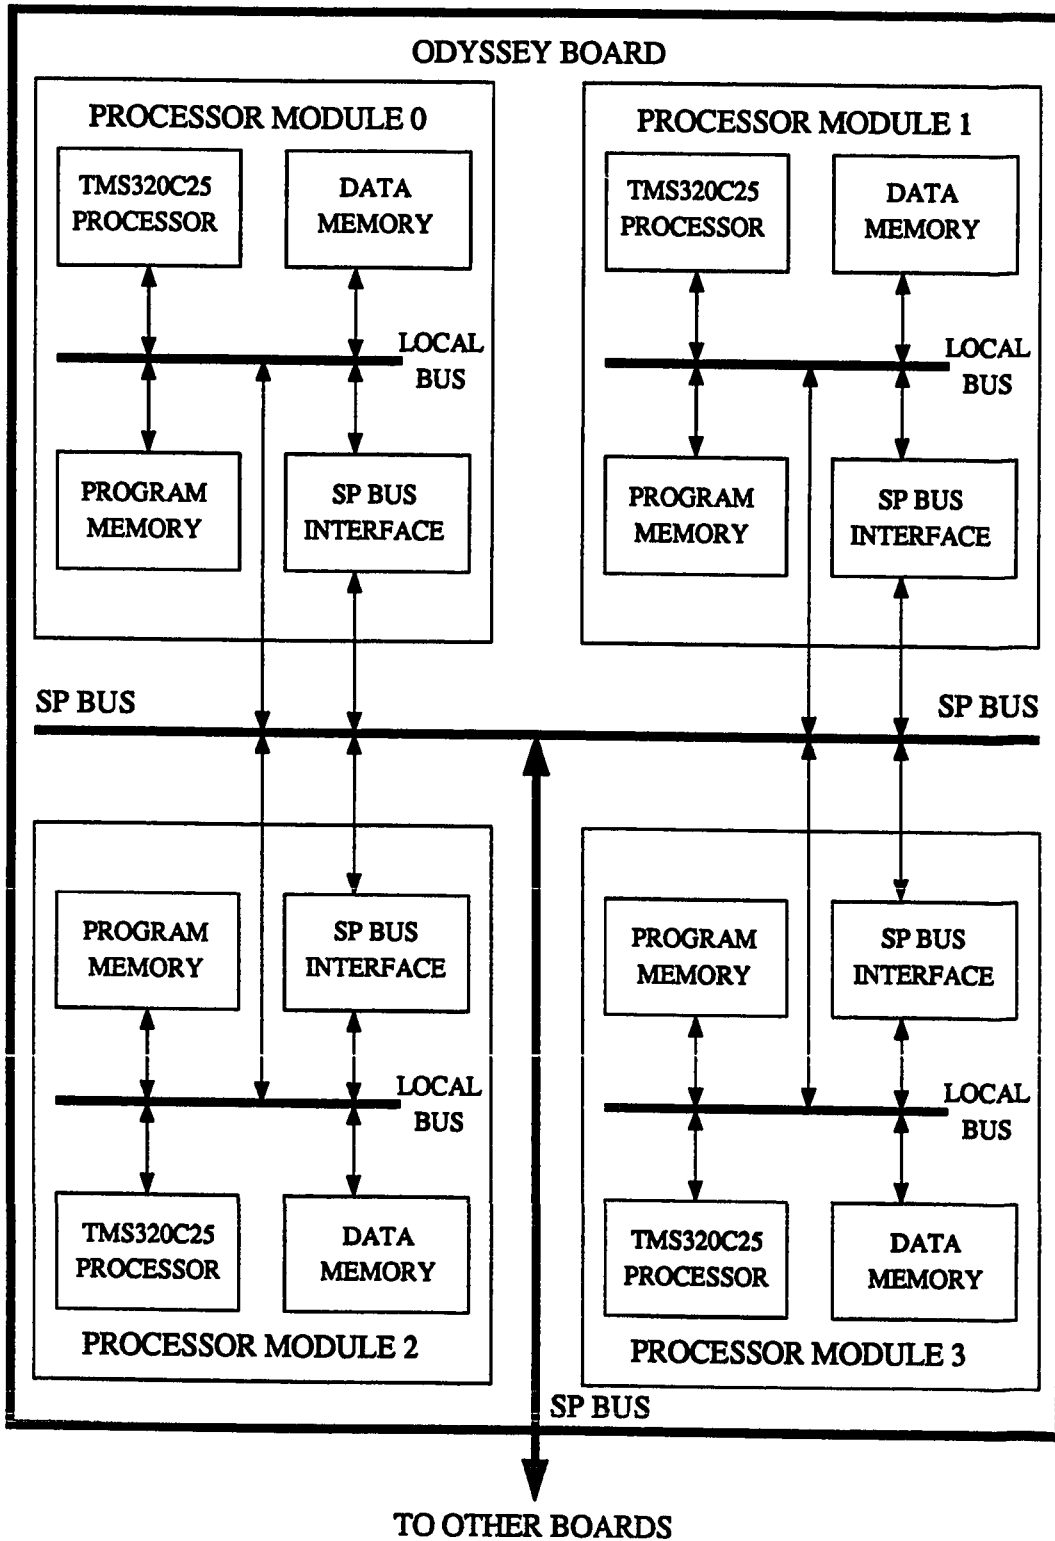 ODYSSEY BOARD
PROCESSOR MODULE 0
TMS320C25
PROCESSOR
DATA
MEMORY
LOCAL
BUS
PROGRAM
MEMORY
SP BUS
INTERFACE
PROCESSOR MODULE 1
TMS320C25
PROCESSOR
DATA
MEMORY
LOCAL
BUS
PROGRAM
MEMORY
SP BUS
INTERFACE
SP BUS
SP BUS
PROGRAM
MEMORY
SP BUS
INTERFACE
LOCAL
BUS
TMS320C25
PROCESSOR
DATA
MEMORY
PROCESSOR MODULE 2
PROGRAM
MEMORY
SP BUS
INTERFACE
LOCAL
BUS
TMS320C25
PROCESSOR
DATA
MEMORY
PROCESSOR MODULE 3
SP BUS
TO OTHER BOARDS